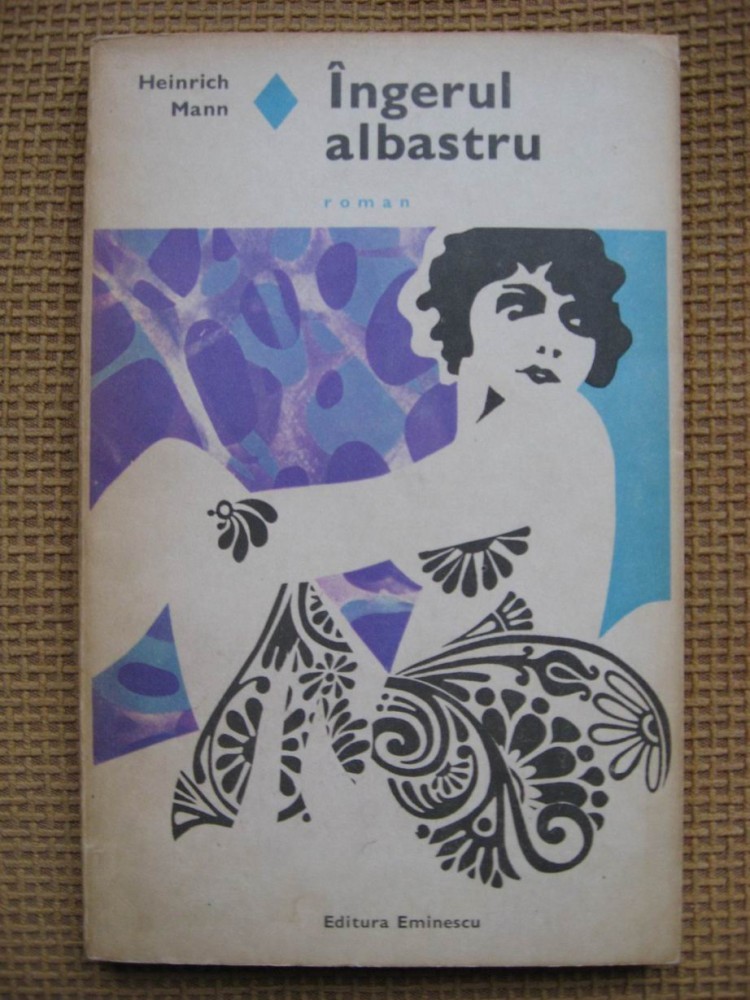 Heinrich
Mann
Îngerul
albastru
roman
Editura Eminescu